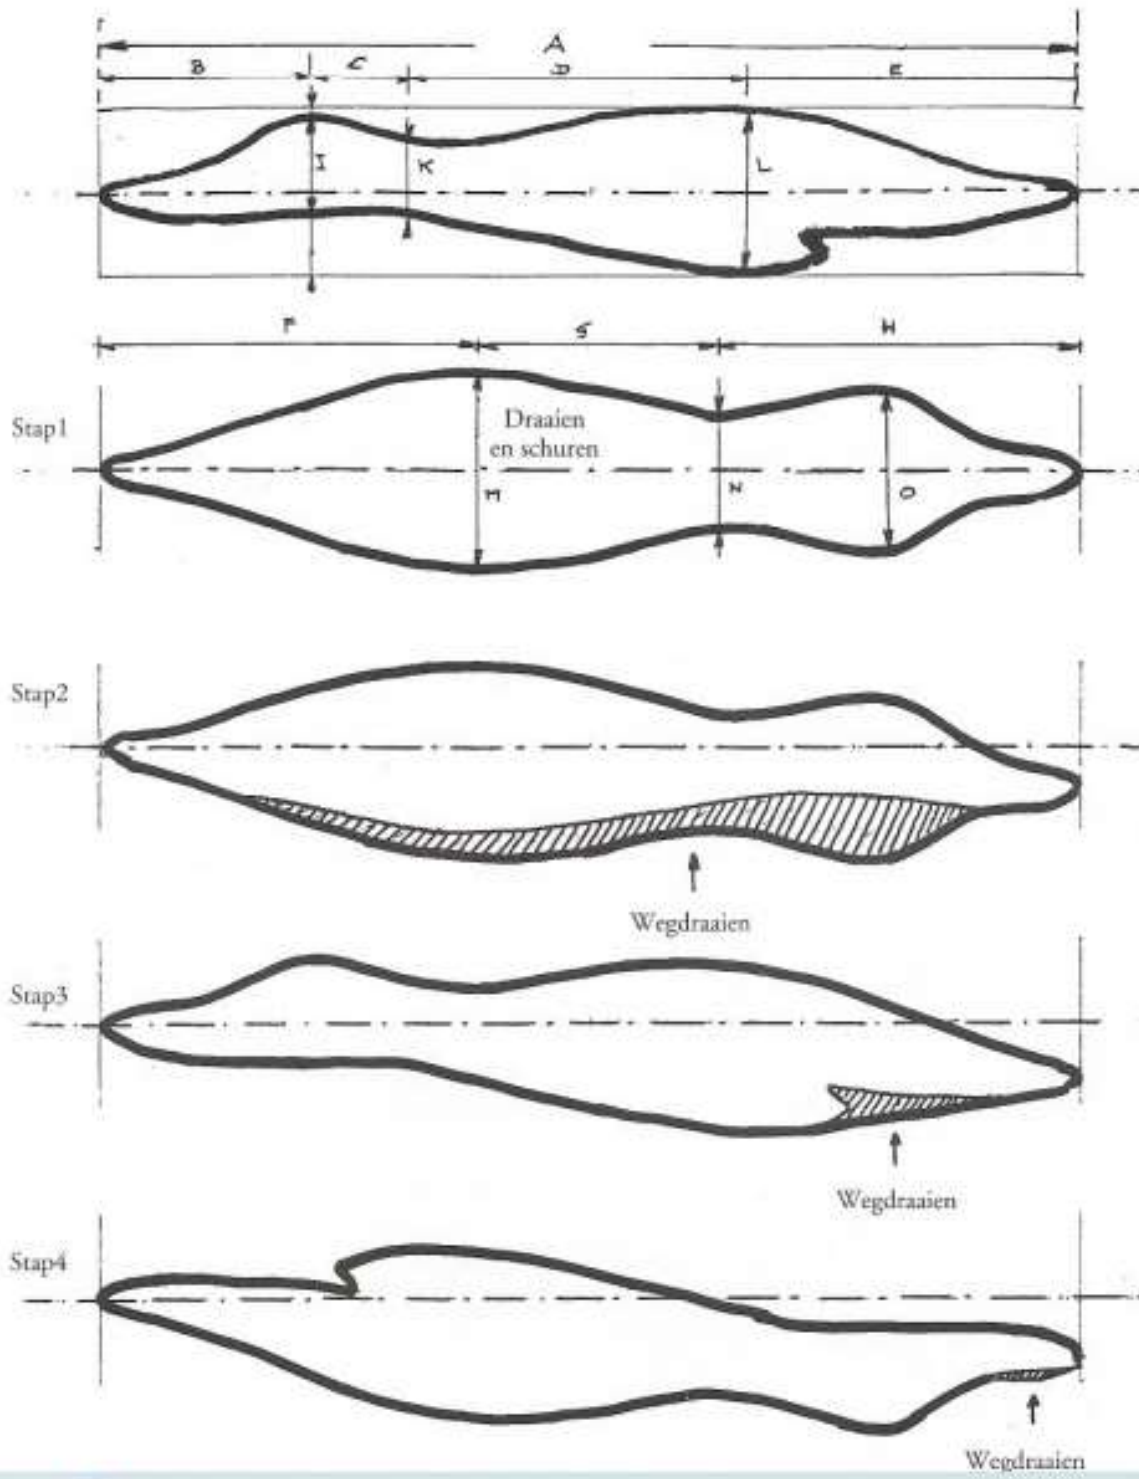 A
B C D E
I K L
F G H
Stap1
Draaien
en schuren
M N O
Stap2
Wegdraaien
Stap3
Wegdraaien
Stap4
Wegdraaien